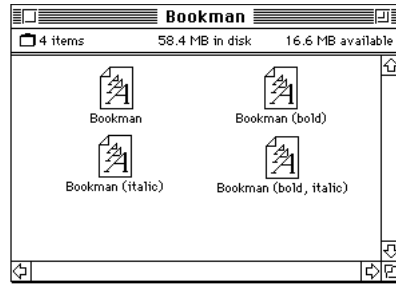 Bookman
4 items 58.4 MB in disk 16.6 MB available
Bookman Bookman (bold)
Bookman (italic) Bookman (bold, italic)